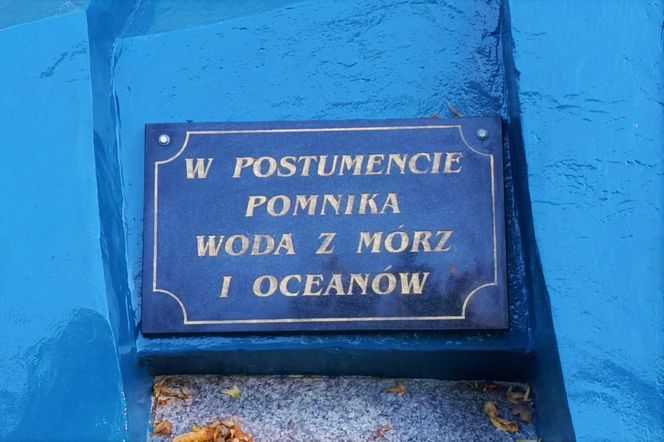 W POSTUMENCIE
POMNIKA
WODA Z MÓRZ
I OCEANÓW